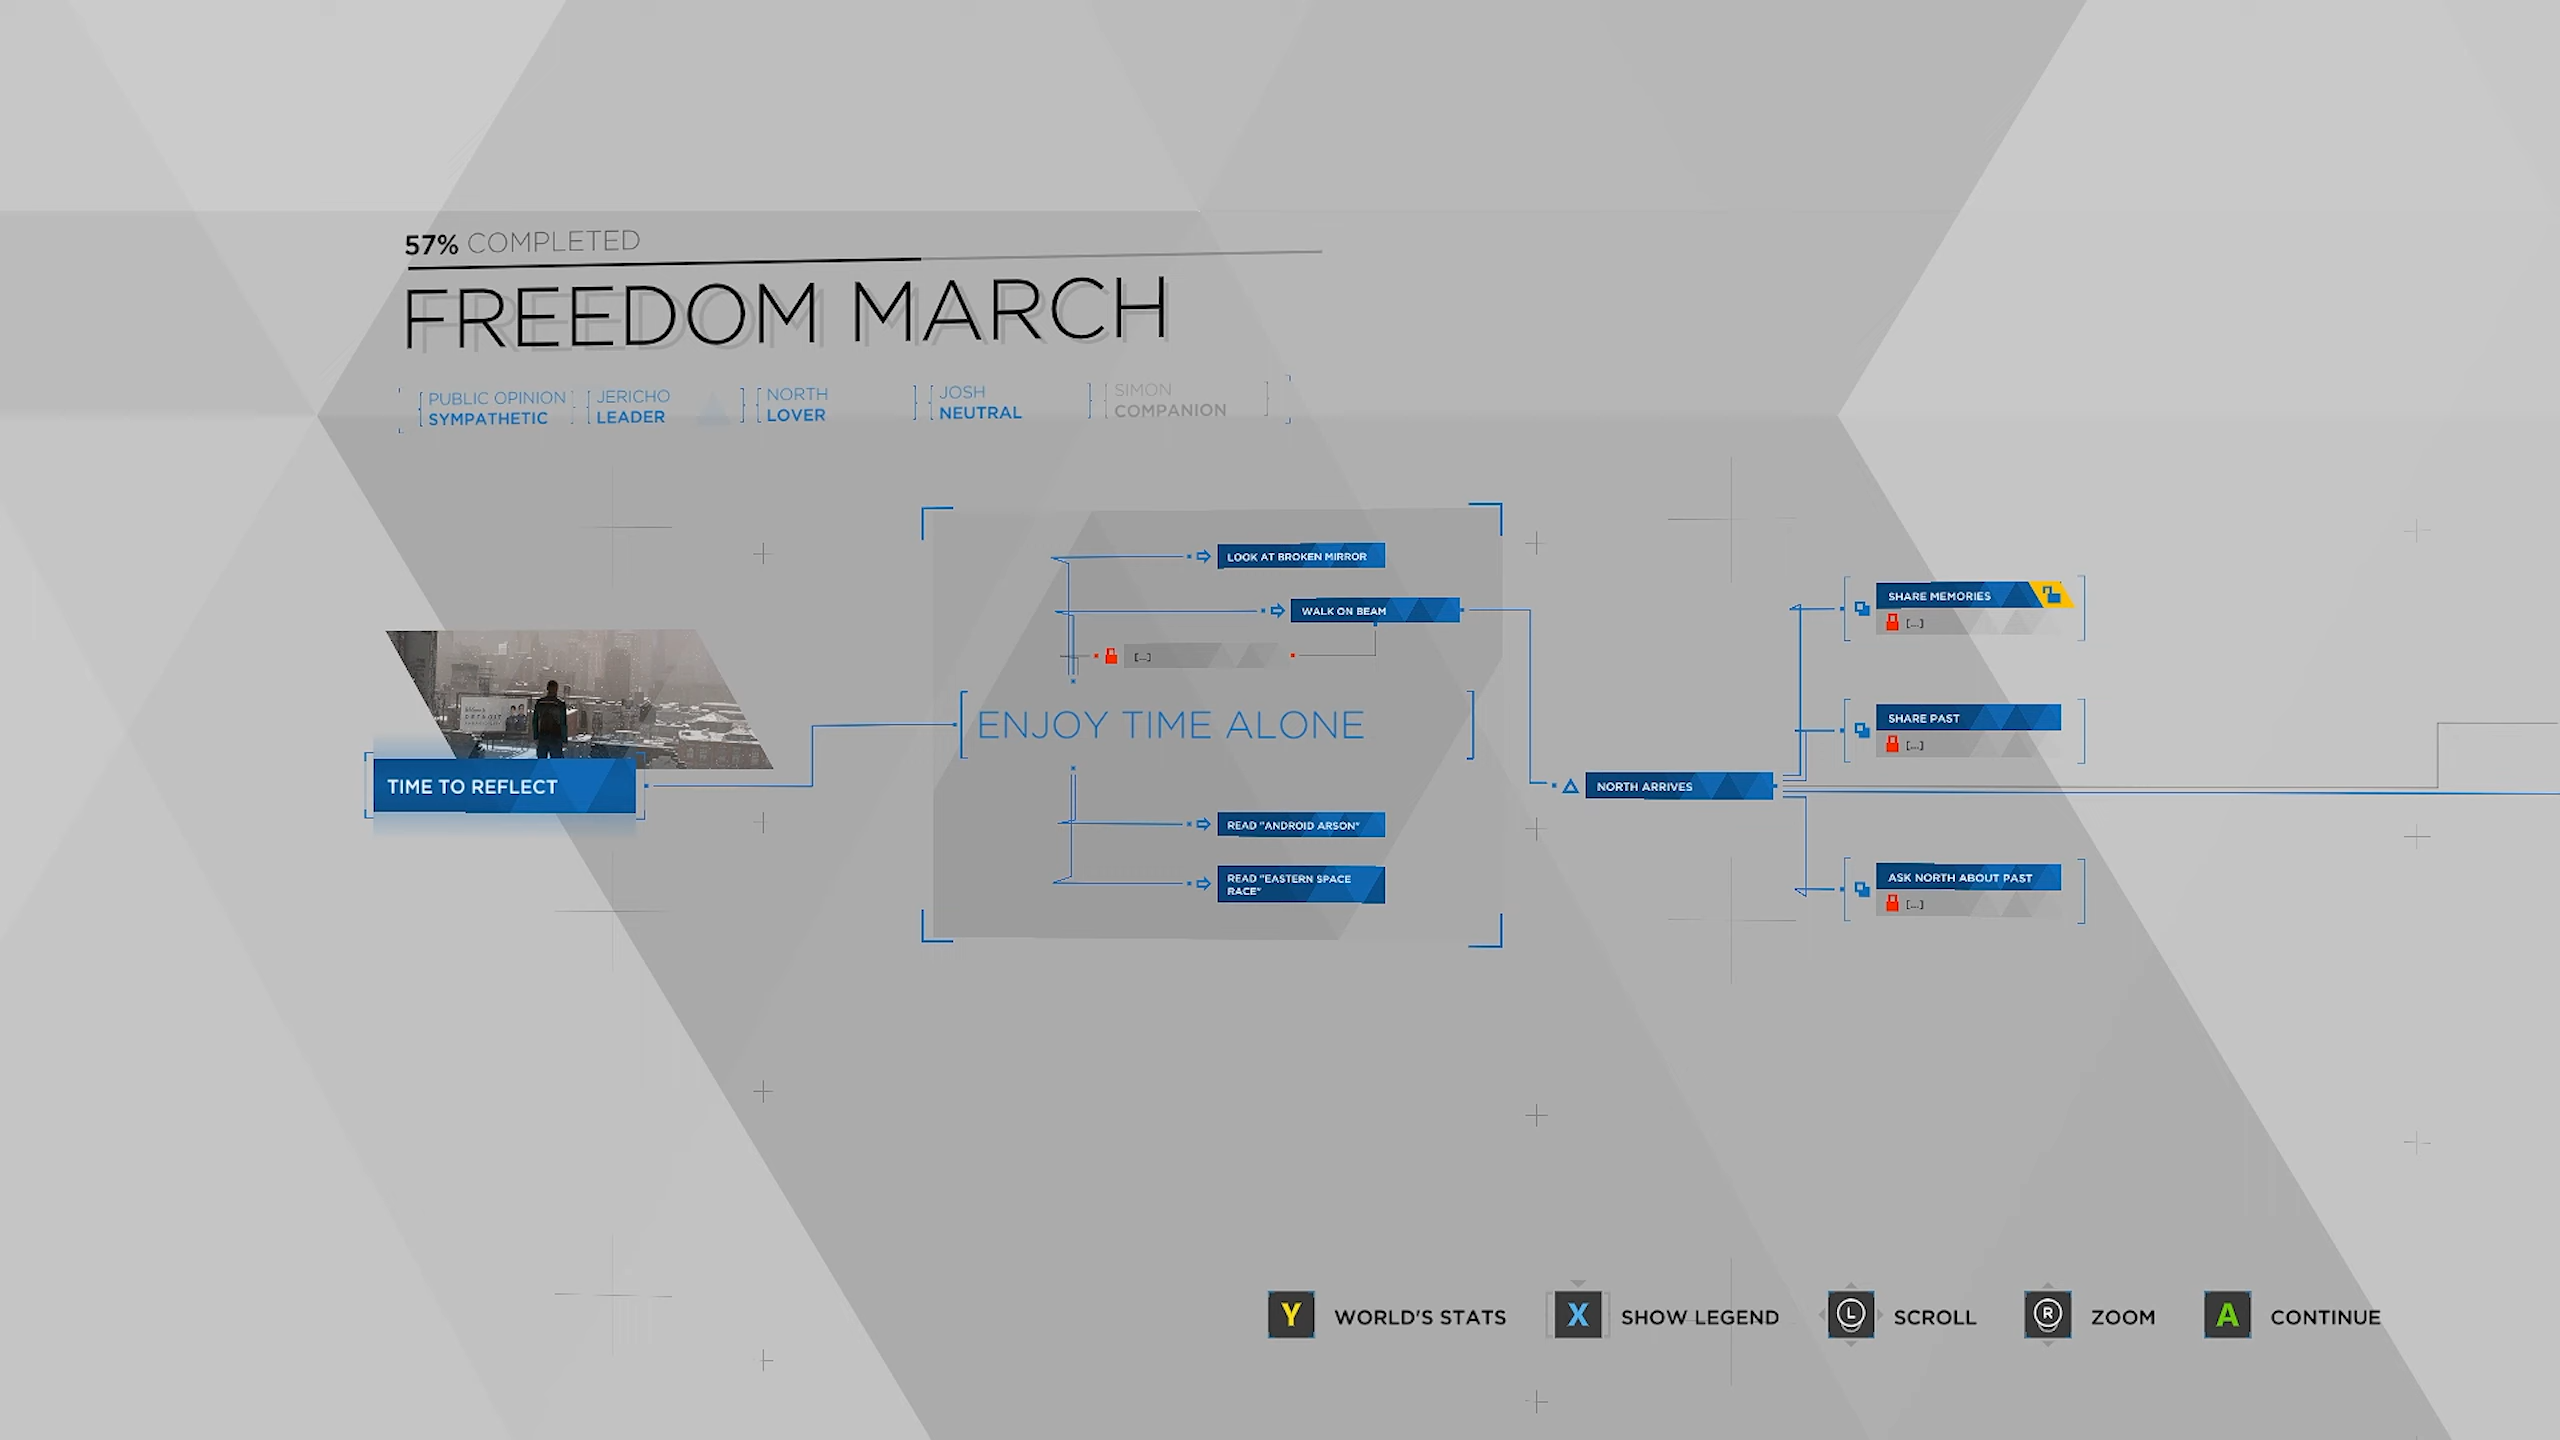 57% COMPLETED
FREEDOM MARCH
PUBLIC OPINION
SYMPATHETIC
JERICHO
LEADER
NORTH
LOVER
JOSH
NEUTRAL
SIMON
COMPANION
TIME TO REFLECT
LOOK AT BROKEN MIRROR
WALK ON BEAM
[...]
ENJOY TIME ALONE
READ "ANDROID ARSON"
READ "EASTERN SPACE
RACE"
NORTH ARRIVES
SHARE MEMORIES
[...]
SHARE PAST
[...]
ASK NORTH ABOUT PAST
[...]
Y WORLD'S STATS
X SHOW LEGEND
L SCROLL
R ZOOM
A CONTINUE